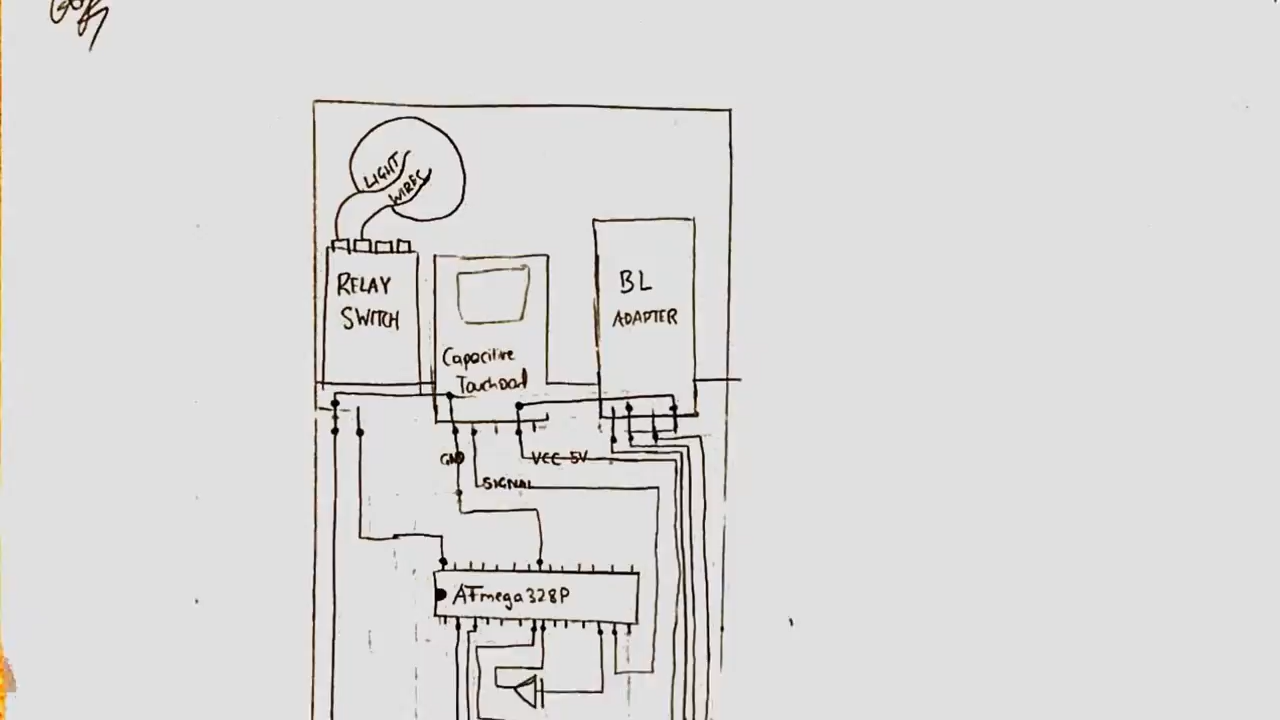 LIGHT
WIRES
RELAY
SWITCH
BL
ADAPTER
Capacitive
Touchpad
GND
VCC 5V
SIGNAL
ATmega328P